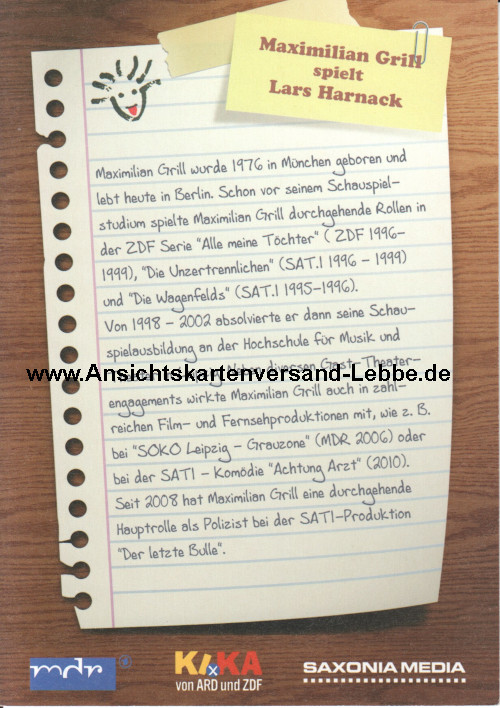 Maximilian Grill
spielt
Lars Harnack
Maximilian Grill wurde 1976 in München geboren und
lebt heute in Berlin. Schon vor seinem Schauspiel-
studium spielte Maximilian Grill durchgehende Rollen in
der ZDF Serie "Alle meine Töchter" ( ZDF 1996-
1999), "Die Unzertrennlichen" (SAT.1 1996 - 1999)
und "Die Wagenfelds" (SAT.1 1995-1996).
Von 1998 - 2002 absolvierte er dann seine Schau-
spielausbildung an der Hochschule für Musik und
www.Ansichtskartenversand-Lebbe.de
Neben diversen Gast-Theater-
engagements wirkte Maximilian Grill auch in zahl-
reichen Film- und Fernsehproduktionen mit, wie z. B.
bei "SOKO Leipzig - Grauzone" (MDR 2006) oder
bei der SAT1 - Komödie "Achtung Arzt" (2010).
Seit 2008 hat Maximilian Grill eine durchgehende
Hauptrolle als Polizist bei der SAT1-Produktion
"Der letzte Bulle".
mdr
KIxKA
von ARD und ZDF
SAXONIA MEDIA